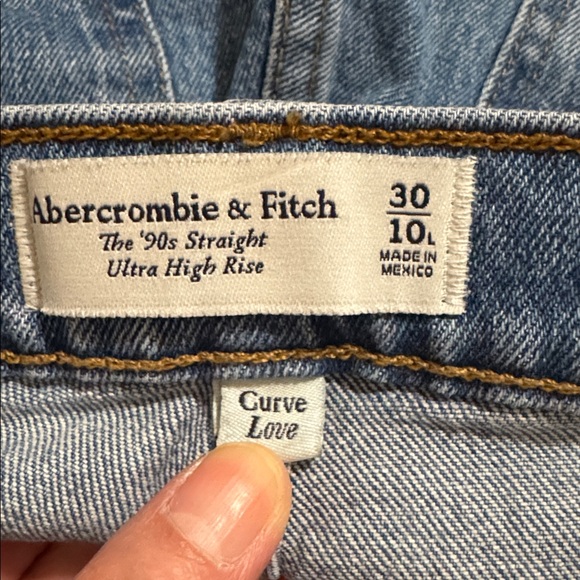 Abercrombie & Fitch
The '90s Straight
Ultra High Rise
30
10L
MADE IN
MEXICO
Curve
Love